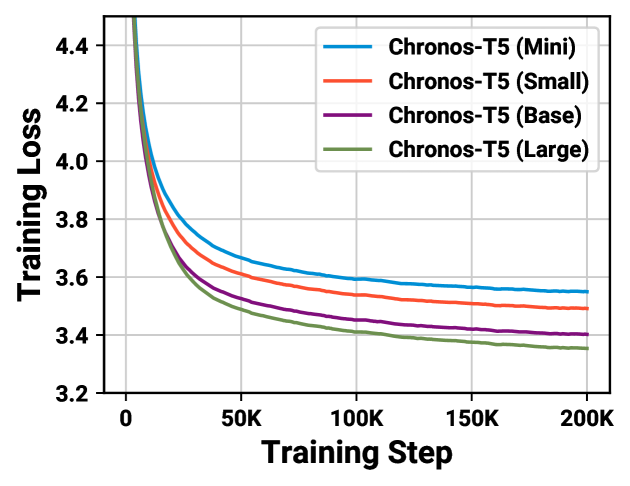 4.4
4.2
4.0
3.8
3.6
3.4
3.2
Training Loss
Chronos-T5 (Mini)
Chronos-T5 (Small)
Chronos-T5 (Base)
Chronos-T5 (Large)
0 50K 100K 150K 200K
Training Step